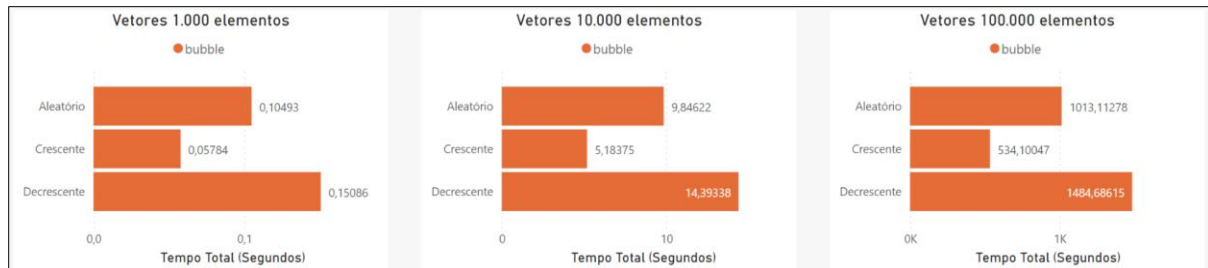 Vetores 1.000 elementos
bubble
Aleatório
0,10493
Crescente
0,05784
Decrescente
0,15086
0,0
0,1
Tempo Total (Segundos)
Vetores 10.000 elementos
bubble
Aleatório
9,84622
Crescente
5,18375
Decrescente
14,39338
0
10
Tempo Total (Segundos)
Vetores 100.000 elementos
bubble
Aleatório
1013,11278
Crescente
534,10047
Decrescente
1484,68615
0K
1K
Tempo Total (Segundos)